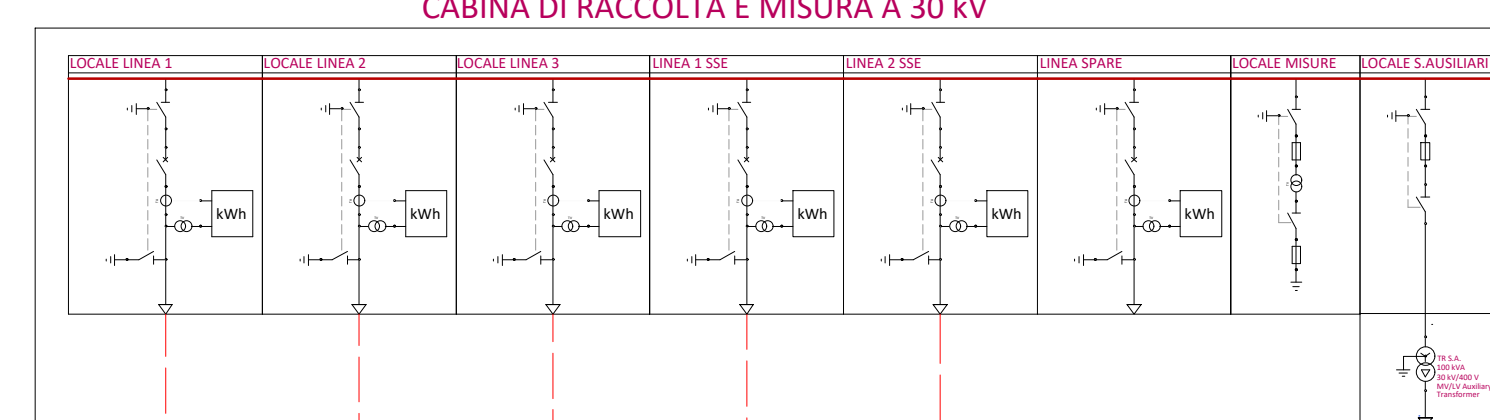 CABINA DI RACCOLTA E MISURA A 30 kV
LOCALE LINEA 1
LOCALE LINEA 2
LOCALE LINEA 3
LINEA 1 SSE
LINEA 2 SSE
LINEA SPARE
LOCALE MISURE
LOCALE S.AUSILIARI
kWh
kWh
kWh
kWh
kWh
kWh
TR S.A.
100 kVA
30 kV/400 V
MV/LV Auxiliary
Transformer